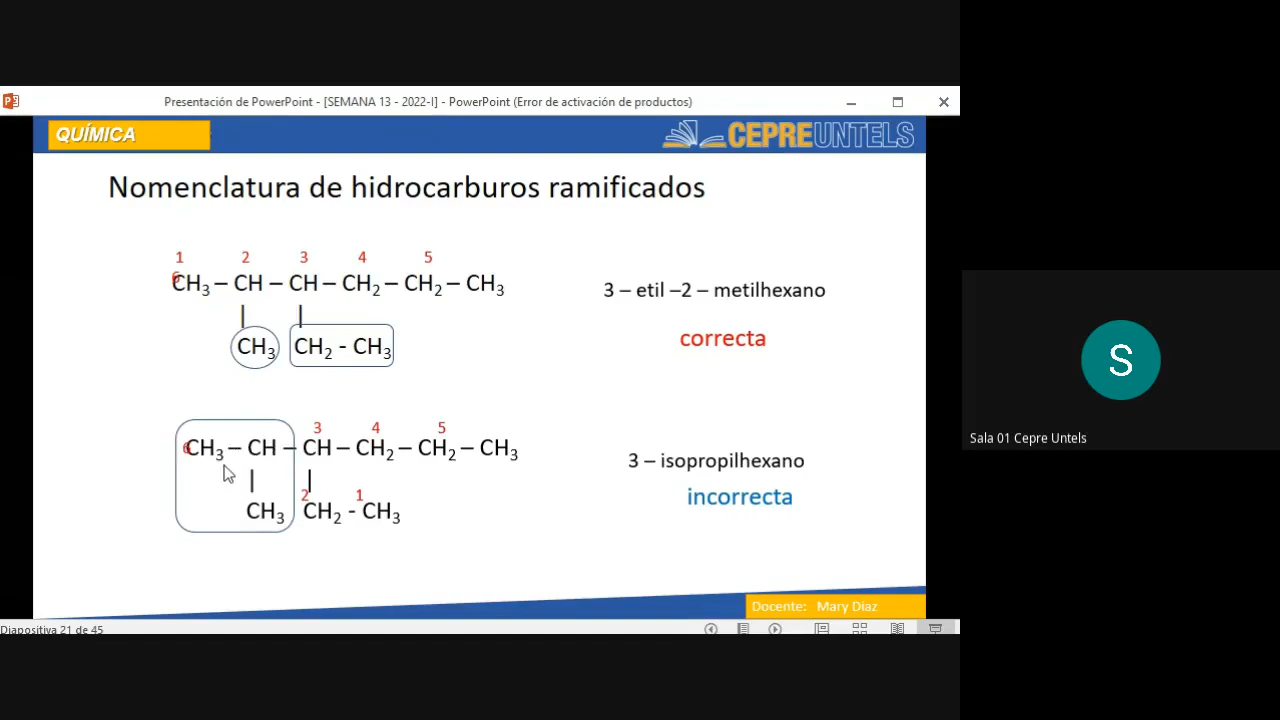 Presentación de PowerPoint - [SEMANA 13 - 2022-I] - PowerPoint (Error de activación de productos)
QUÍMICA
CEPREUNTELS
Nomenclatura de hidrocarburos ramificados
1 2 3 4 5
6
CH₃ – CH – CH – CH₂ – CH₂ – CH₃
| |
CH₃ CH₂ - CH₃
3 – etil –2 – metilhexano
correcta
3 4 5
6
CH₃ – CH – CH – CH₂ – CH₂ – CH₃
| |
2 1
CH₃ CH₂ - CH₃
3 – isopropilhexano
incorrecta
S
Sala 01 Cepre Untels
Docente: Mary Diaz
Diapositiva 21 de 45